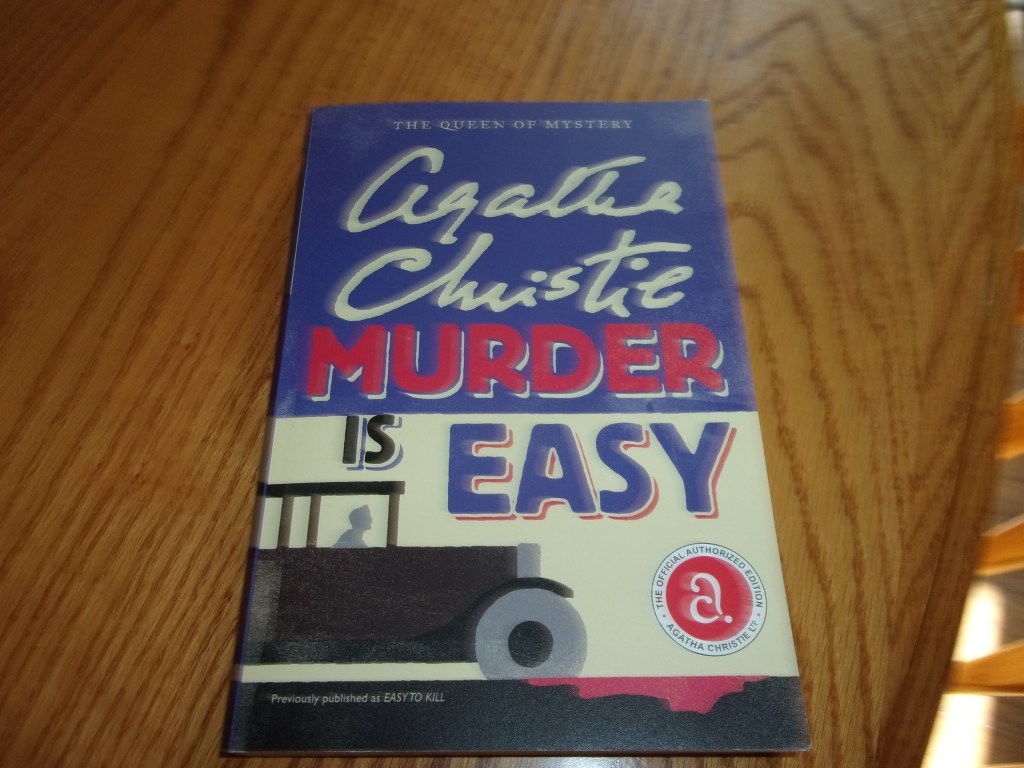 THE QUEEN OF MYSTERY
Agatha
Christie
MURDER
IS EASY
THE OFFICIAL AUTHORIZED EDITION
a.
AGATHA CHRISTIE LTD
Previously published as EASY TO KILL